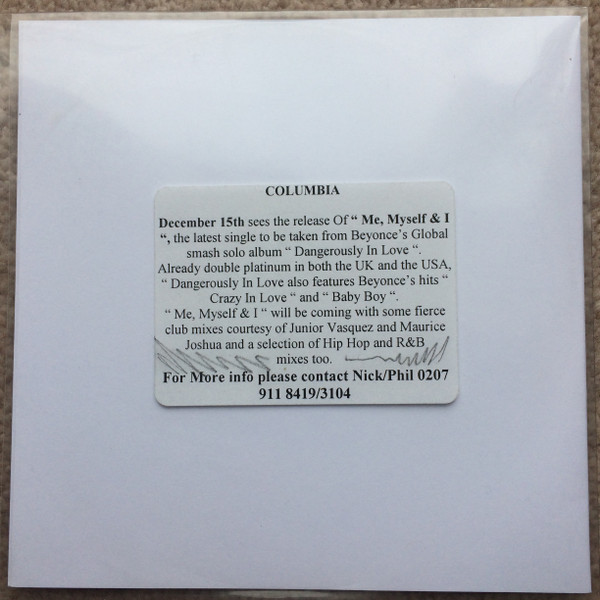 COLUMBIA
December 15th sees the release Of “ Me, Myself & I
“, the latest single to be taken from Beyonce’s Global
smash solo album “ Dangerously In Love “.
Already double platinum in both the UK and the USA,
“ Dangerously In Love also features Beyonce’s hits “
Crazy In Love “ and “ Baby Boy “.
“ Me, Myself & I “ will be coming with some fierce
club mixes courtesy of Junior Vasquez and Maurice
Joshua and a selection of Hip Hop and R&B
mixes too.
For More info please contact Nick/Phil 0207
911 8419/3104